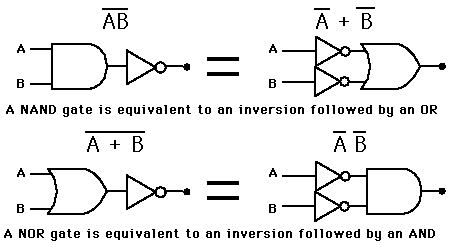 A̅B̅ A̅ + B̅
A A
B B
A NAND gate is equivalent to an inversion followed by an OR
A̅ ̅+̅ ̅B̅ A̅ B̅
A A
B B
A NOR gate is equivalent to an inversion followed by an AND